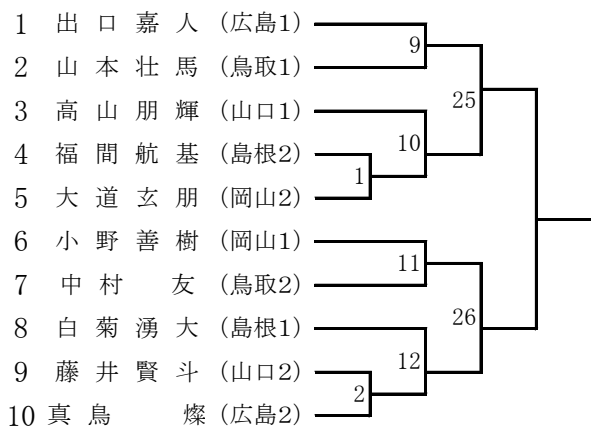 1 出口嘉人 (広島1)
2 山本壮馬 (鳥取1)
3 高山朋輝 (山口1)
4 福間航基 (島根2)
5 大道玄朋 (岡山2)
6 小野善樹 (岡山1)
7 中村 友 (鳥取2)
8 白菊湧大 (島根1)
9 藤井賢斗 (山口2)
10 真鳥 燦 (広島2)
9
25
10
1
11
26
12
2